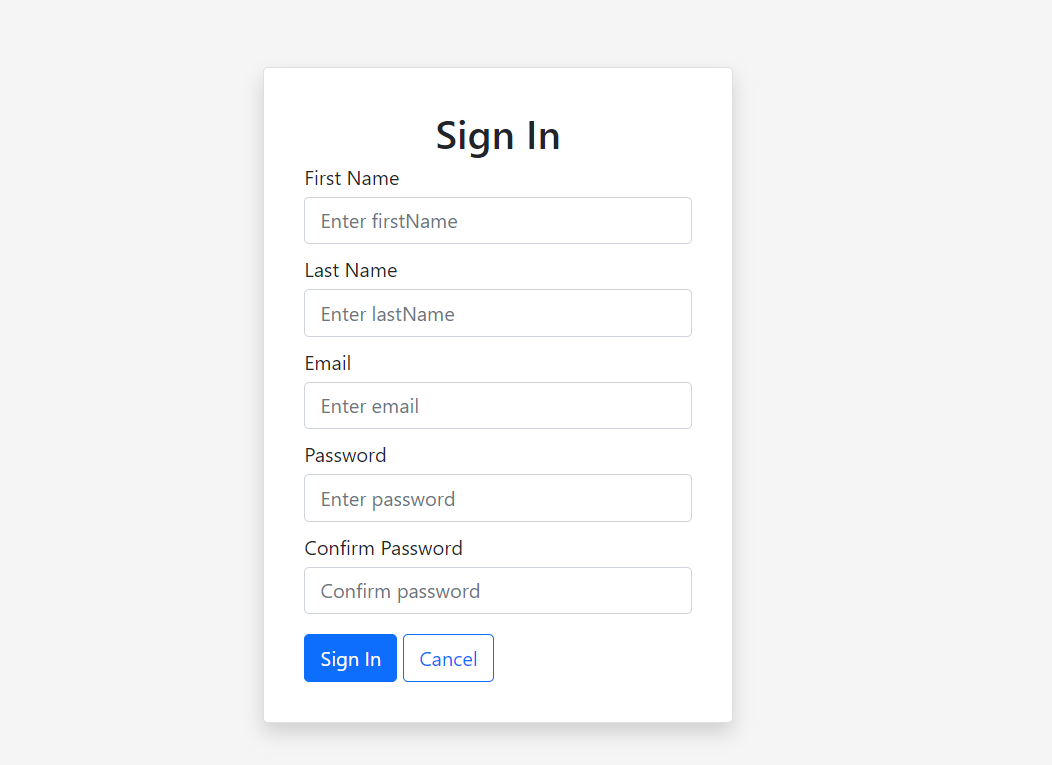 Sign In
First Name
Enter firstName
Last Name
Enter lastName
Email
Enter email
Password
Enter password
Confirm Password
Confirm password
Sign In Cancel